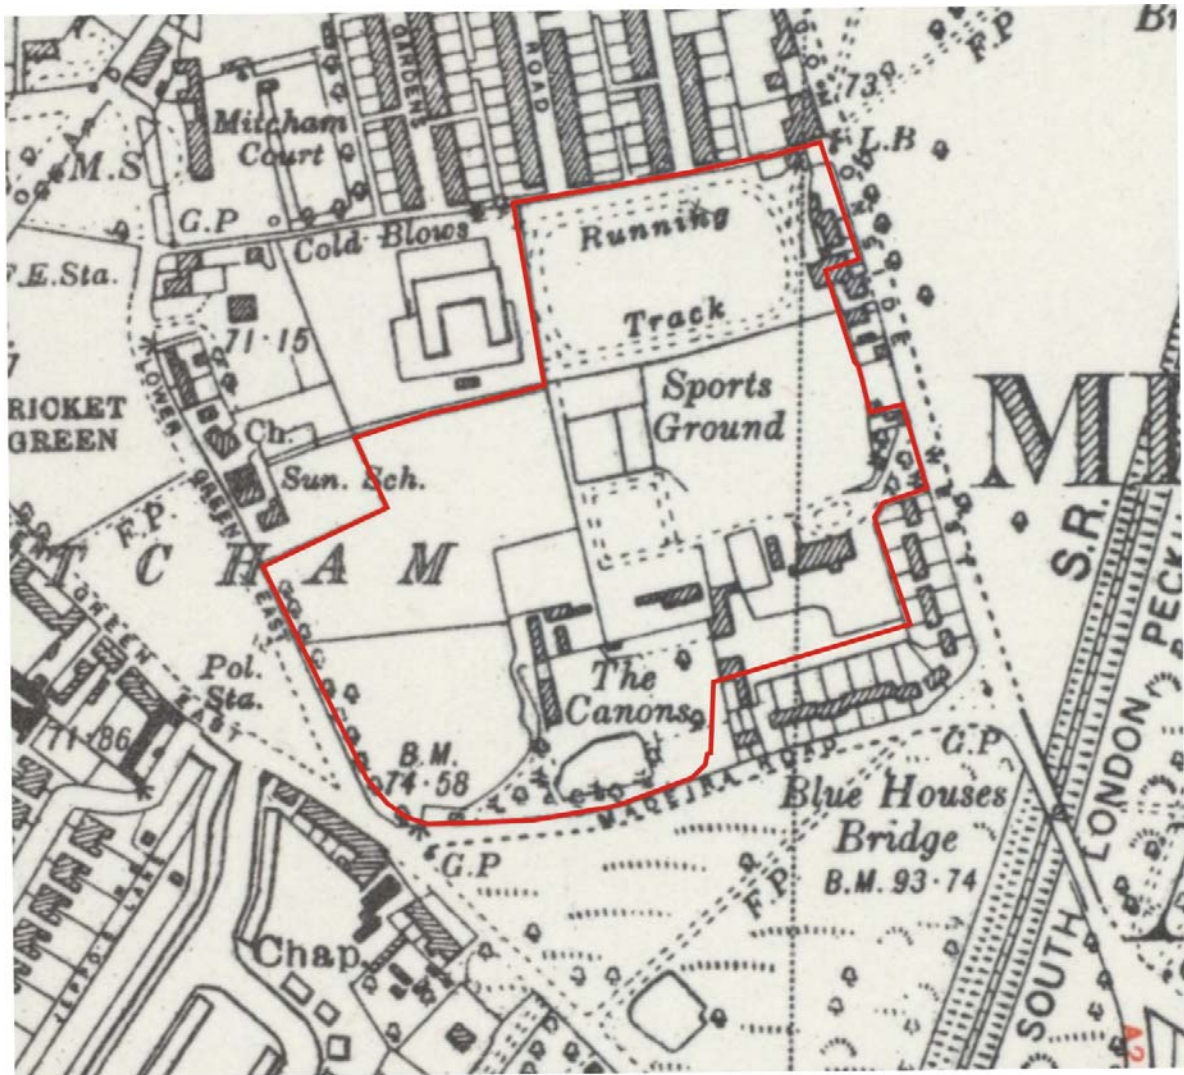 GARDENS
ROAD
F.P
73
Mitcham
Court
L.B
M.S
G.P
Cold Blows
Running
Track
F.E.Sta.
71·15
LOWER
GREEN
EAST
RICKET
GREEN
Ch.
Sun. Sch.
Sports
Ground
MI
S.R.
F.P.
T C H A M
GREEN
EAST
Pol.
Sta.
71·86
The
Canons
B.M.
74·58
MADEIRA ROAD
G.P
Blue Houses
Bridge
B.M. 93·74
G.P
F.P.
LONDON
PECK
SOUTH
Chap.
LANE
A2